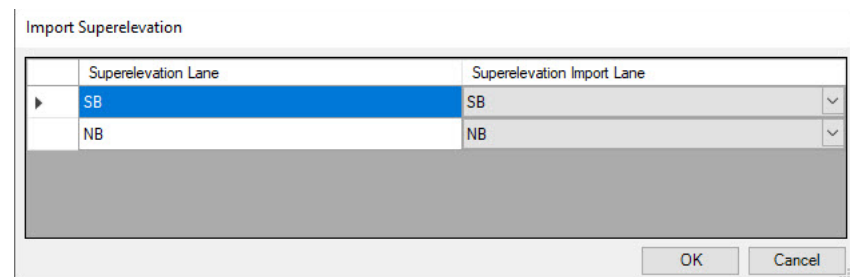 Import Superelevation
Superelevation Lane Superelevation Import Lane
SB SB
NB NB
OK Cancel